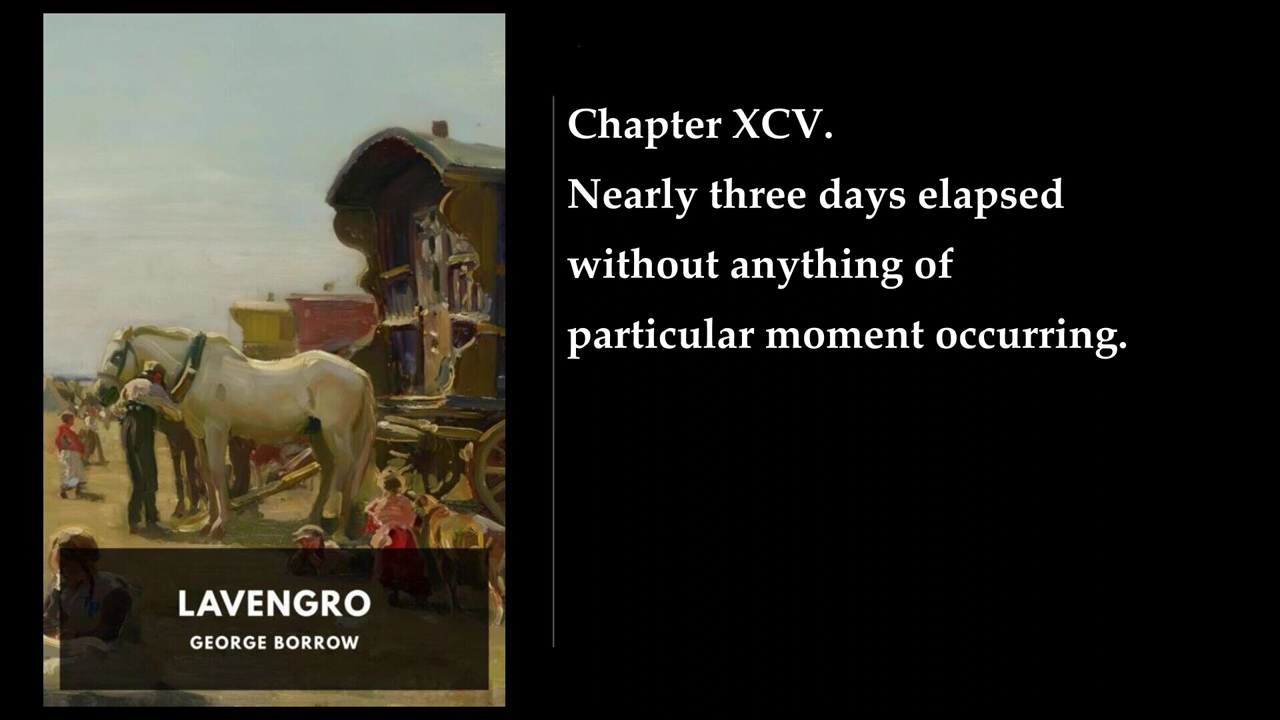 Chapter XCV.
Nearly three days elapsed
without anything of
particular moment occurring.
LAVENGRO
GEORGE BORROW